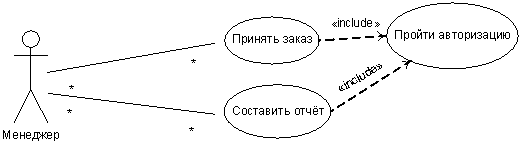 «include»
Принять заказ
Пройти авторизацию
*
*
«include»
Составить отчёт
*
*
Менеджер